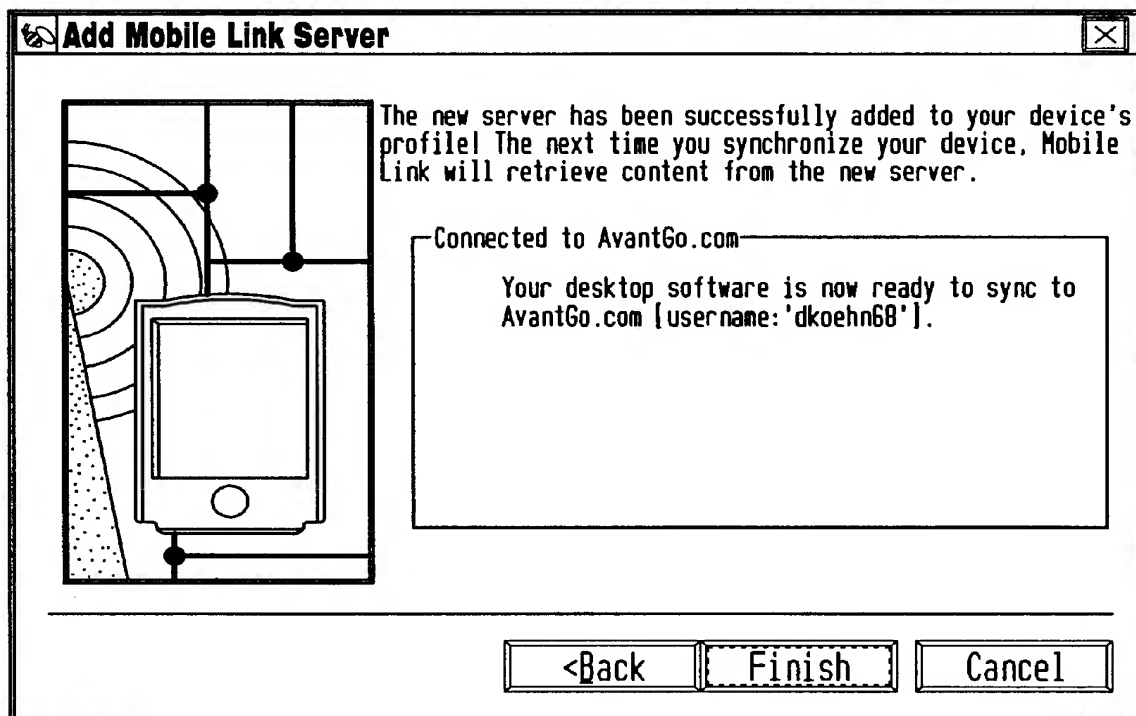 Add Mobile Link Server
The new server has been successfully added to your device's
profile! The next time you synchronize your device, Mobile
Link will retrieve content from the new server.
Connected to AvantGo.com
Your desktop software is now ready to sync to
AvantGo.com [username:'dkoehn68'].
<Back
Finish
Cancel